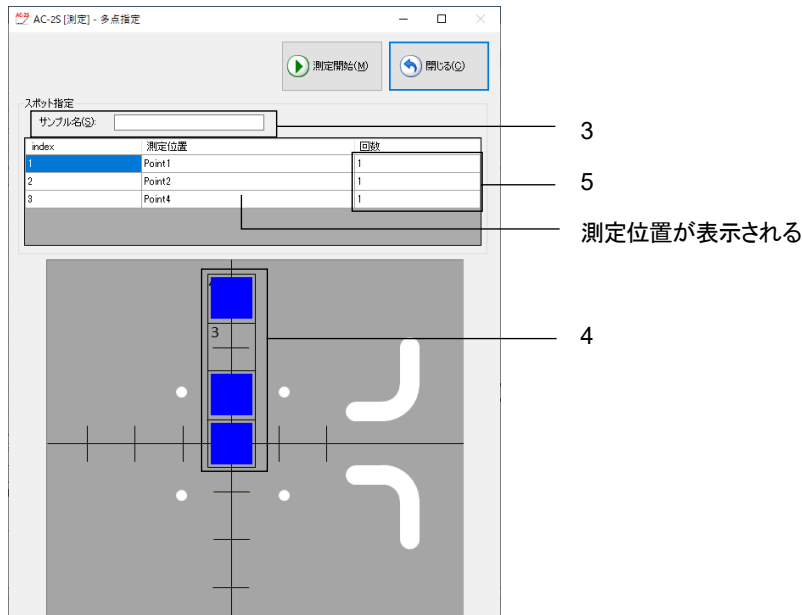 AC-2S [測定] - 多点指定
測定開始(M)
閉じる(C)
スポット指定
サンプル名(S):
3
index 測定位置 回数
1 Point1 1
2 Point2 1
3 Point4 1
5
測定位置が表示される
3
4